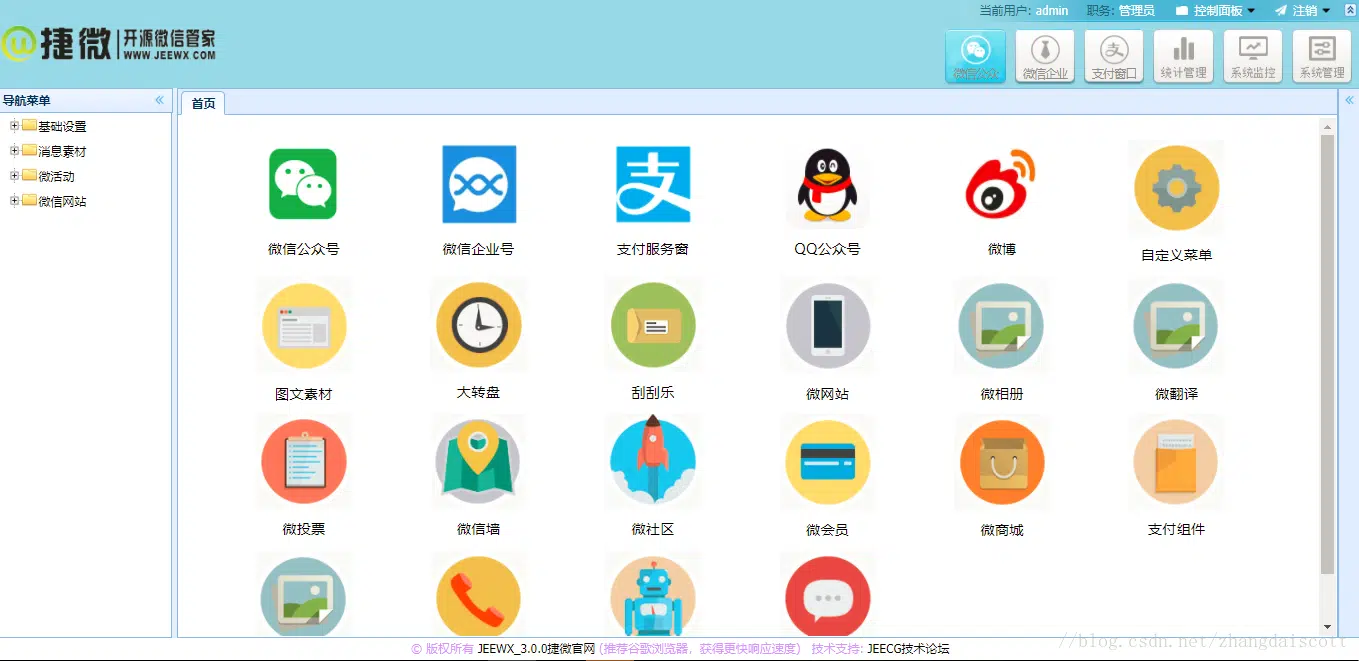 当前用户: admin 职务: 管理员 控制面板 注销
捷微 开源微信管家
WWW.JEEWX.COM
微信公众 微信企业 支付窗口 统计管理 系统监控 系统管理
导航菜单
首页
基础设置
消息素材
微活动
微信网站
微信公众号 微信企业号 支付服务窗 QQ公众号 微博 自定义菜单
图文素材 大转盘 刮刮乐 微网站 微相册 微翻译
微投票 微信墙 微社区 微会员 微商城 支付组件
© 版权所有 JEEWX_3.0.0捷微官网 (推荐谷歌浏览器，获得更快响应速度) 技术支持: JEECG技术论坛
//blog.csdn.net/zhangdaiscott